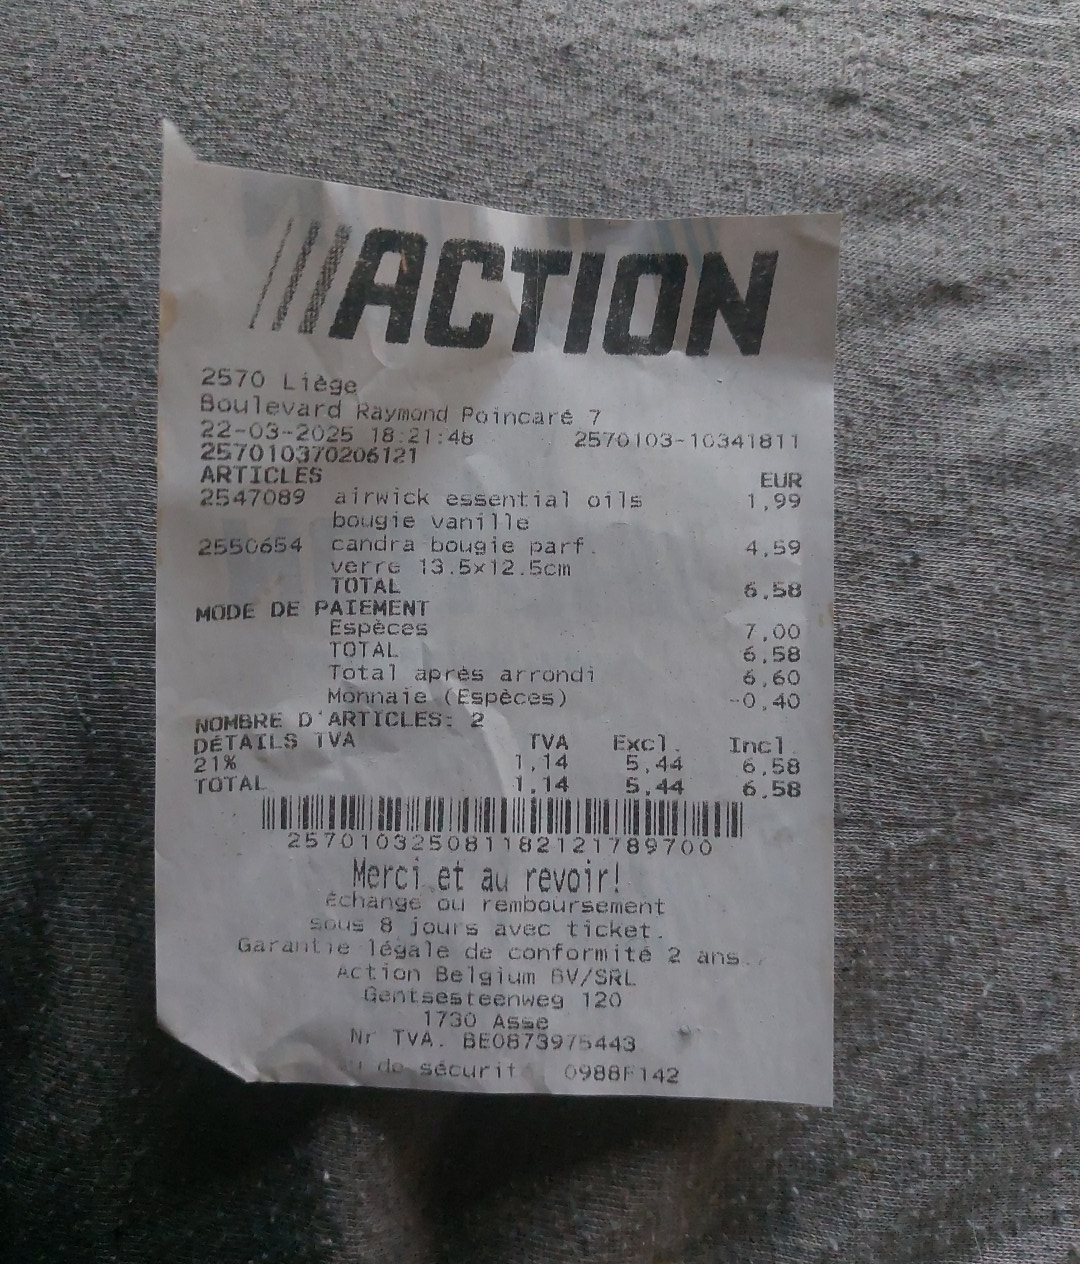 ACTION
2570 Liège
Boulevard Raymond Poincaré 7
22-03-2025 18:21:48 2570103-10341811
257010370206121
ARTICLES EUR
2547089 airwick essential oils 1,99
bougie vanille
2550654 candra bougie parf. 4,59
verre 13.5x12.5cm
TOTAL 6,58
MODE DE PAIEMENT
Espèces 7,00
TOTAL 6,58
Total après arrondi 6,60
Monnaie (Espèces) -0,40
NOMBRE D'ARTICLES: 2
DÉTAILS TVA TVA Excl. Incl.
21% 1,14 5,44 6,58
TOTAL 1,14 5,44 6,58
257010325081182121789700
Merci et au revoir!
Échange ou remboursement
sous 8 jours avec ticket.
Garantie légale de conformité 2 ans.
Action Belgium BV/SRL
Gentsesteenweg 120
1730 Asse
Nr TVA. BE0873975443
de sécurit 0988F142